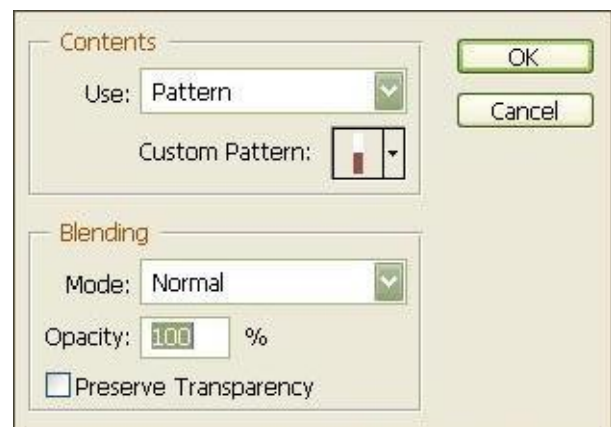 Contents
Use: Pattern
Custom Pattern:
OK
Cancel
Blending
Mode: Normal
Opacity: 100 %
Preserve Transparency